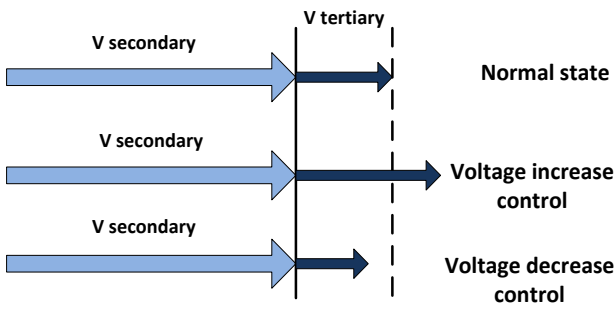 V tertiary
V secondary
Normal state
V secondary
Voltage increase
control
V secondary
Voltage decrease
control